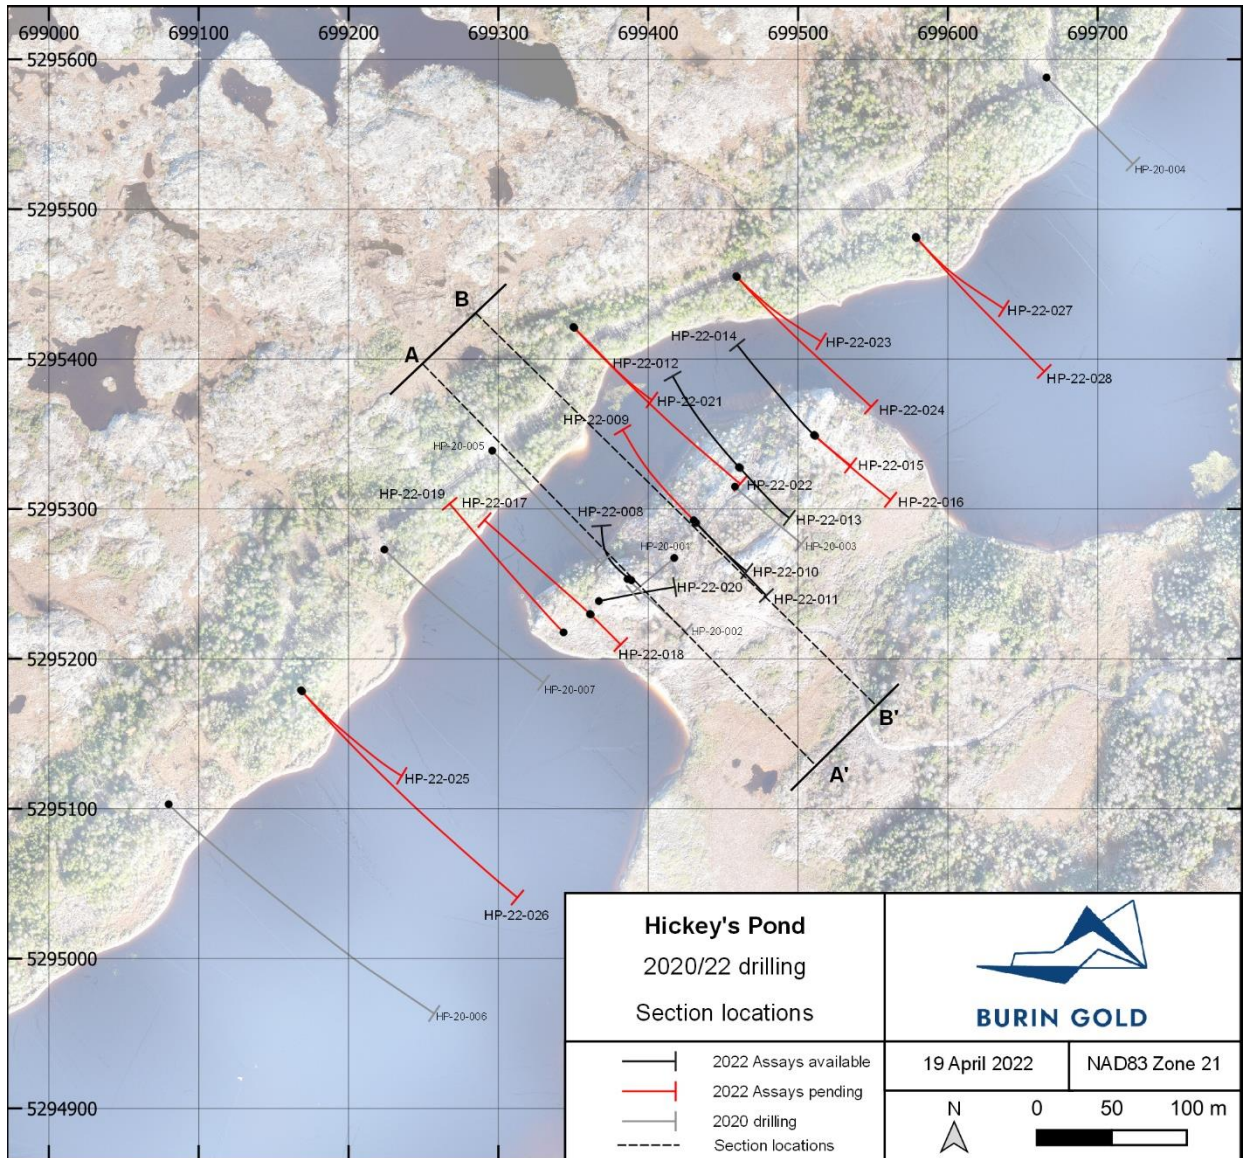 699000 699100 699200 699300 699400 699500 699600 699700
5295600
HP-20-004
5295500
B
HP-22-014
HP-22-027
HP-22-023
5295400
A
HP-22-012
HP-22-028
HP-22-021
HP-22-024
HP-22-009
HP-20-005
HP-22-015
HP-22-019
HP-22-017
HP-22-022
HP-22-016
5295300
HP-22-008
HP-22-013
HP-20-001
HP-20-003
HP-22-010
HP-22-020
HP-22-011
HP-20-002
5295200
HP-22-018
HP-20-007
B'
A'
HP-22-025
5295100
HP-22-026
5295000
HP-20-006
5294900
Hickey's Pond
2020/22 drilling
Section locations
BURIN GOLD
2022 Assays available
2022 Assays pending
2020 drilling
Section locations
19 April 2022
NAD83 Zone 21
N
0 50 100 m